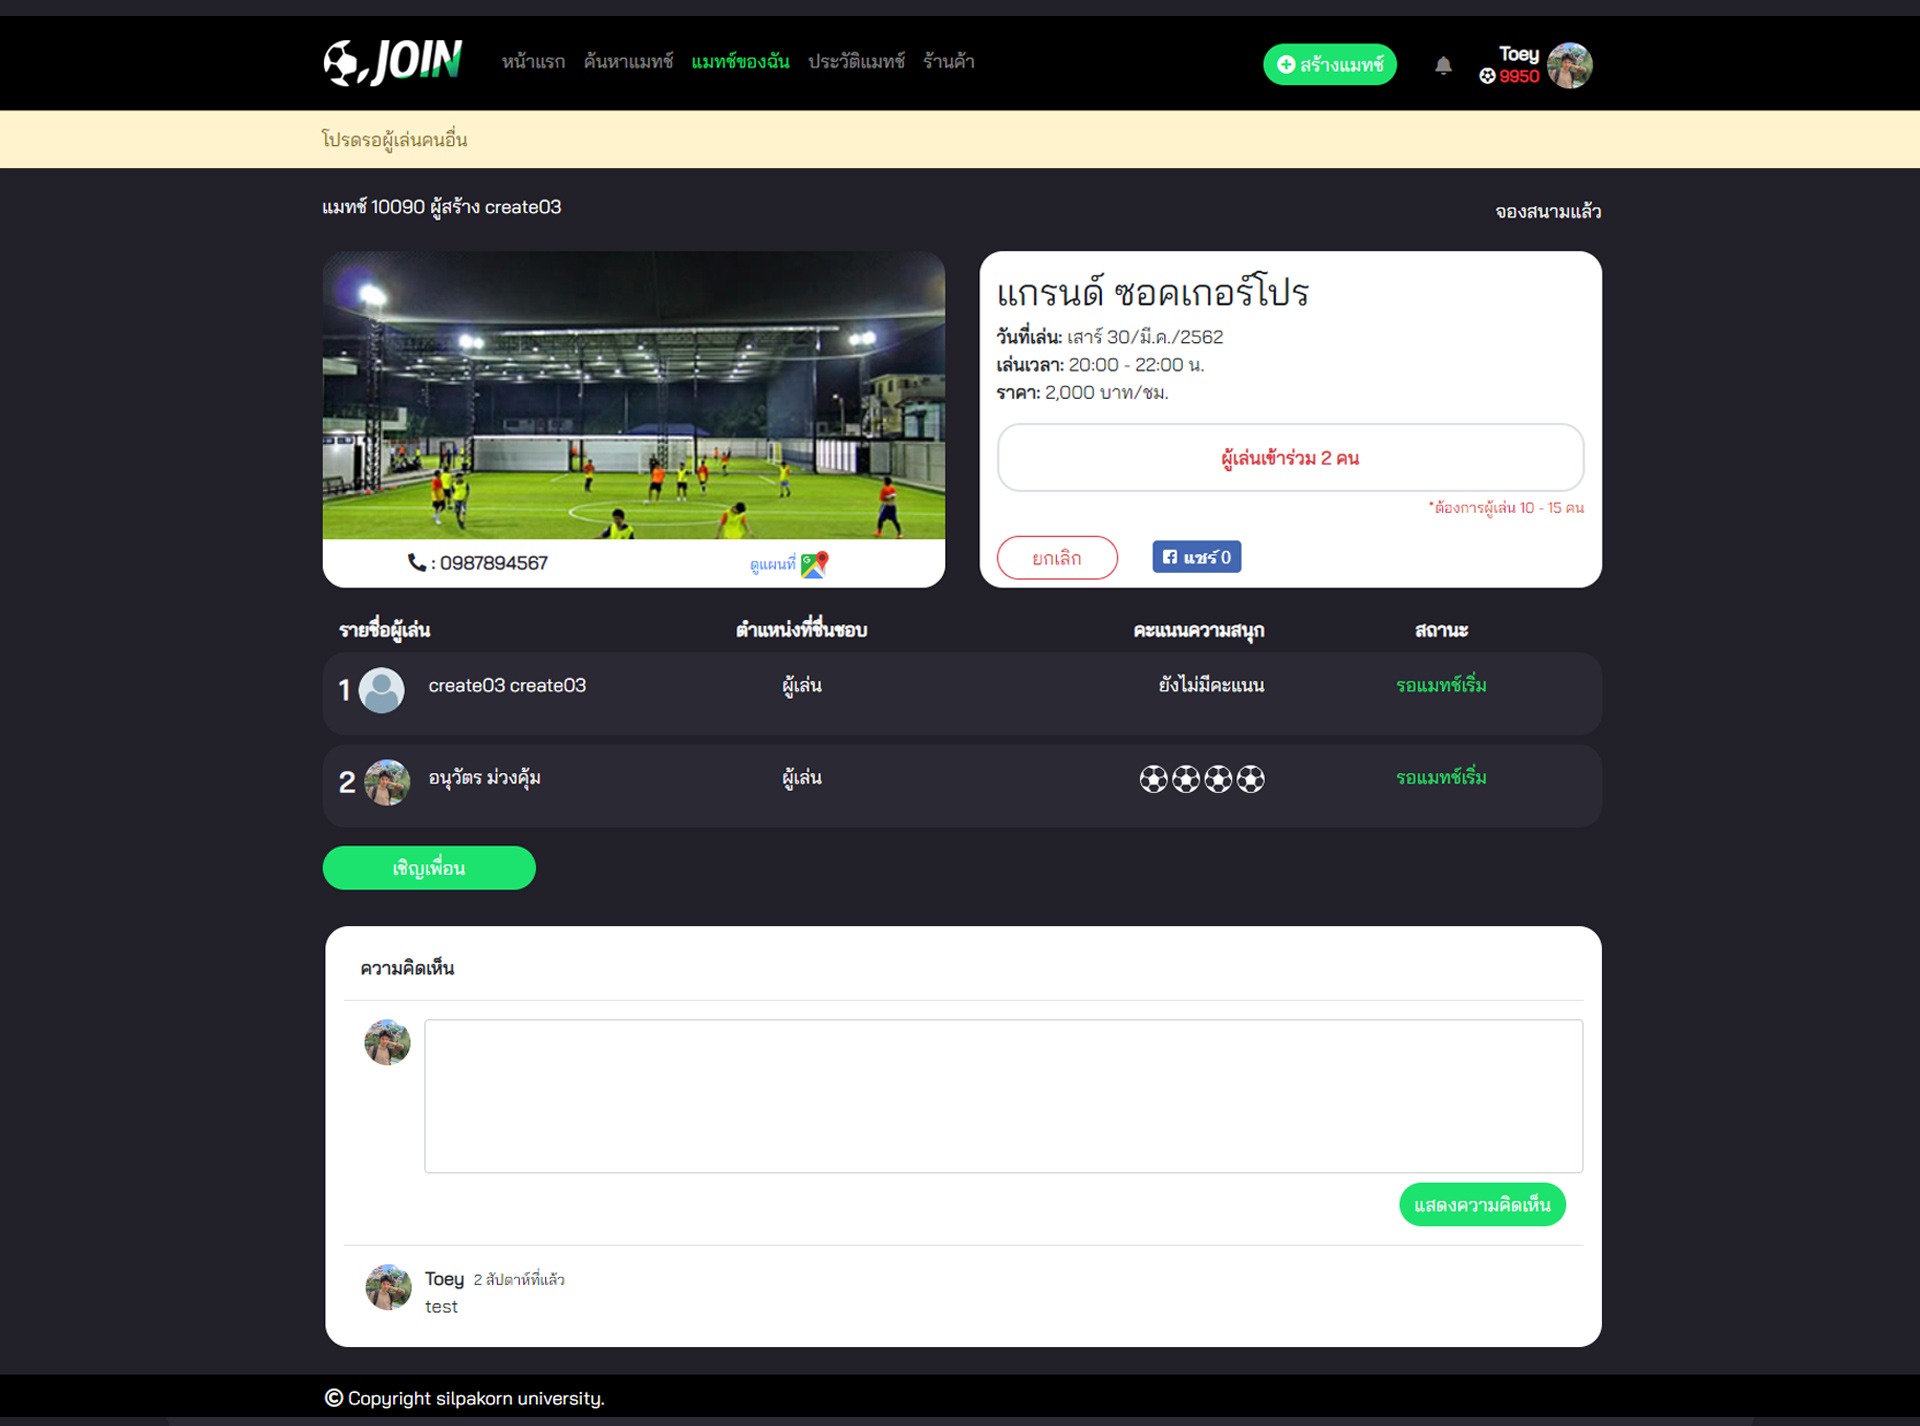 JOIN
หน้าแรก ค้นหาแมทช์ แมทช์ของฉัน ประวัติแมทช์ ร้านค้า
สร้างแมทช์
Toey
9950
โปรดรอผู้เล่นคนอื่น
แมทช์ 10090 ผู้สร้าง create03
จองสนามแล้ว
: 0987894567
ดูแผนที่
แกรนด์ ซอคเกอร์โปร
วันที่เล่น: เสาร์ 30/มี.ค./2562
เล่นเวลา: 20:00 - 22:00 น.
ราคา: 2,000 บาท/ชม.
ผู้เล่นเข้าร่วม 2 คน
*ต้องการผู้เล่น 10 - 15 คน
ยกเลิก
แชร์ 0
รายชื่อผู้เล่น ตำแหน่งที่ชื่นชอบ คะแนนความสนุก สถานะ
1 create03 create03 ผู้เล่น ยังไม่มีคะแนน รอแมทช์เริ่ม
2 อนุวัตร ม่วงคุ้ม ผู้เล่น รอแมทช์เริ่ม
เชิญเพื่อน
ความคิดเห็น
แสดงความคิดเห็น
Toey 2 สัปดาห์ที่แล้ว
test
© Copyright silpakorn university.